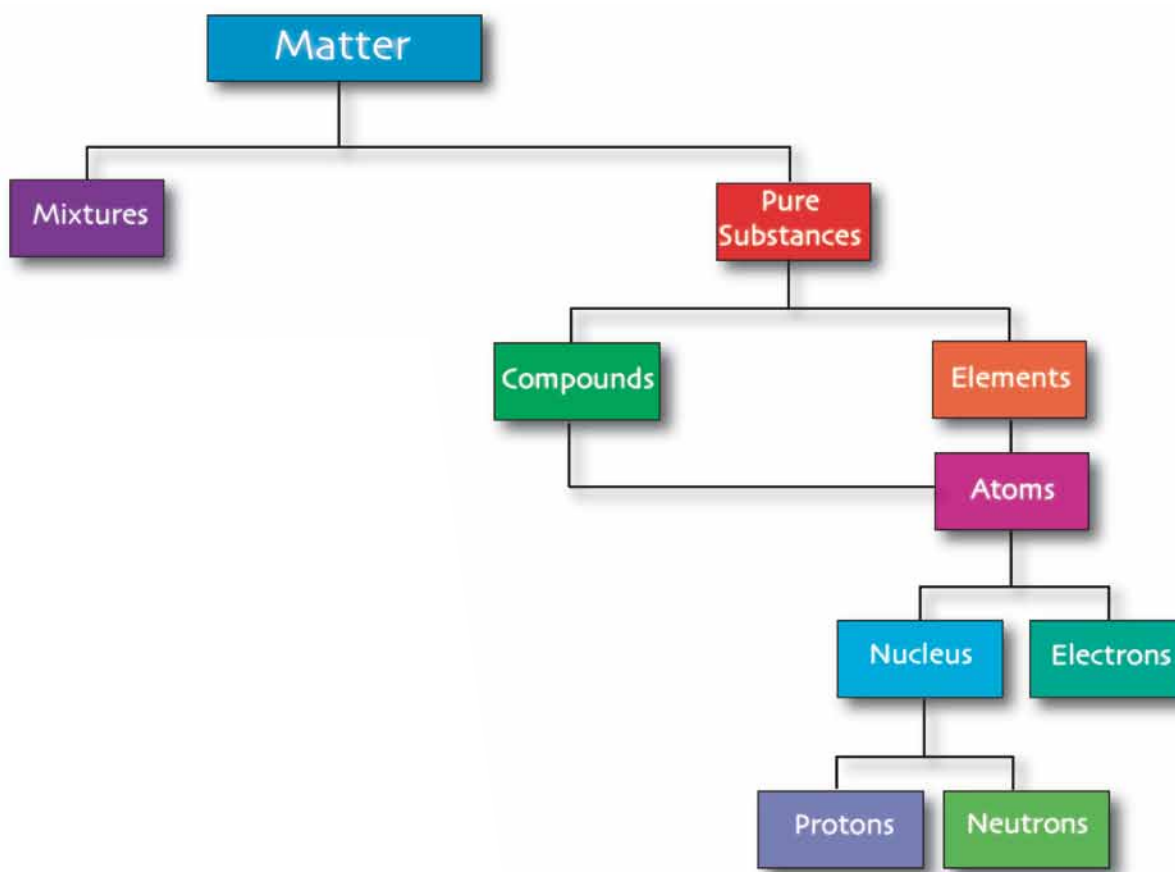 Matter
Mixtures
Pure
Substances
Compounds
Elements
Atoms
Nucleus
Electrons
Protons
Neutrons